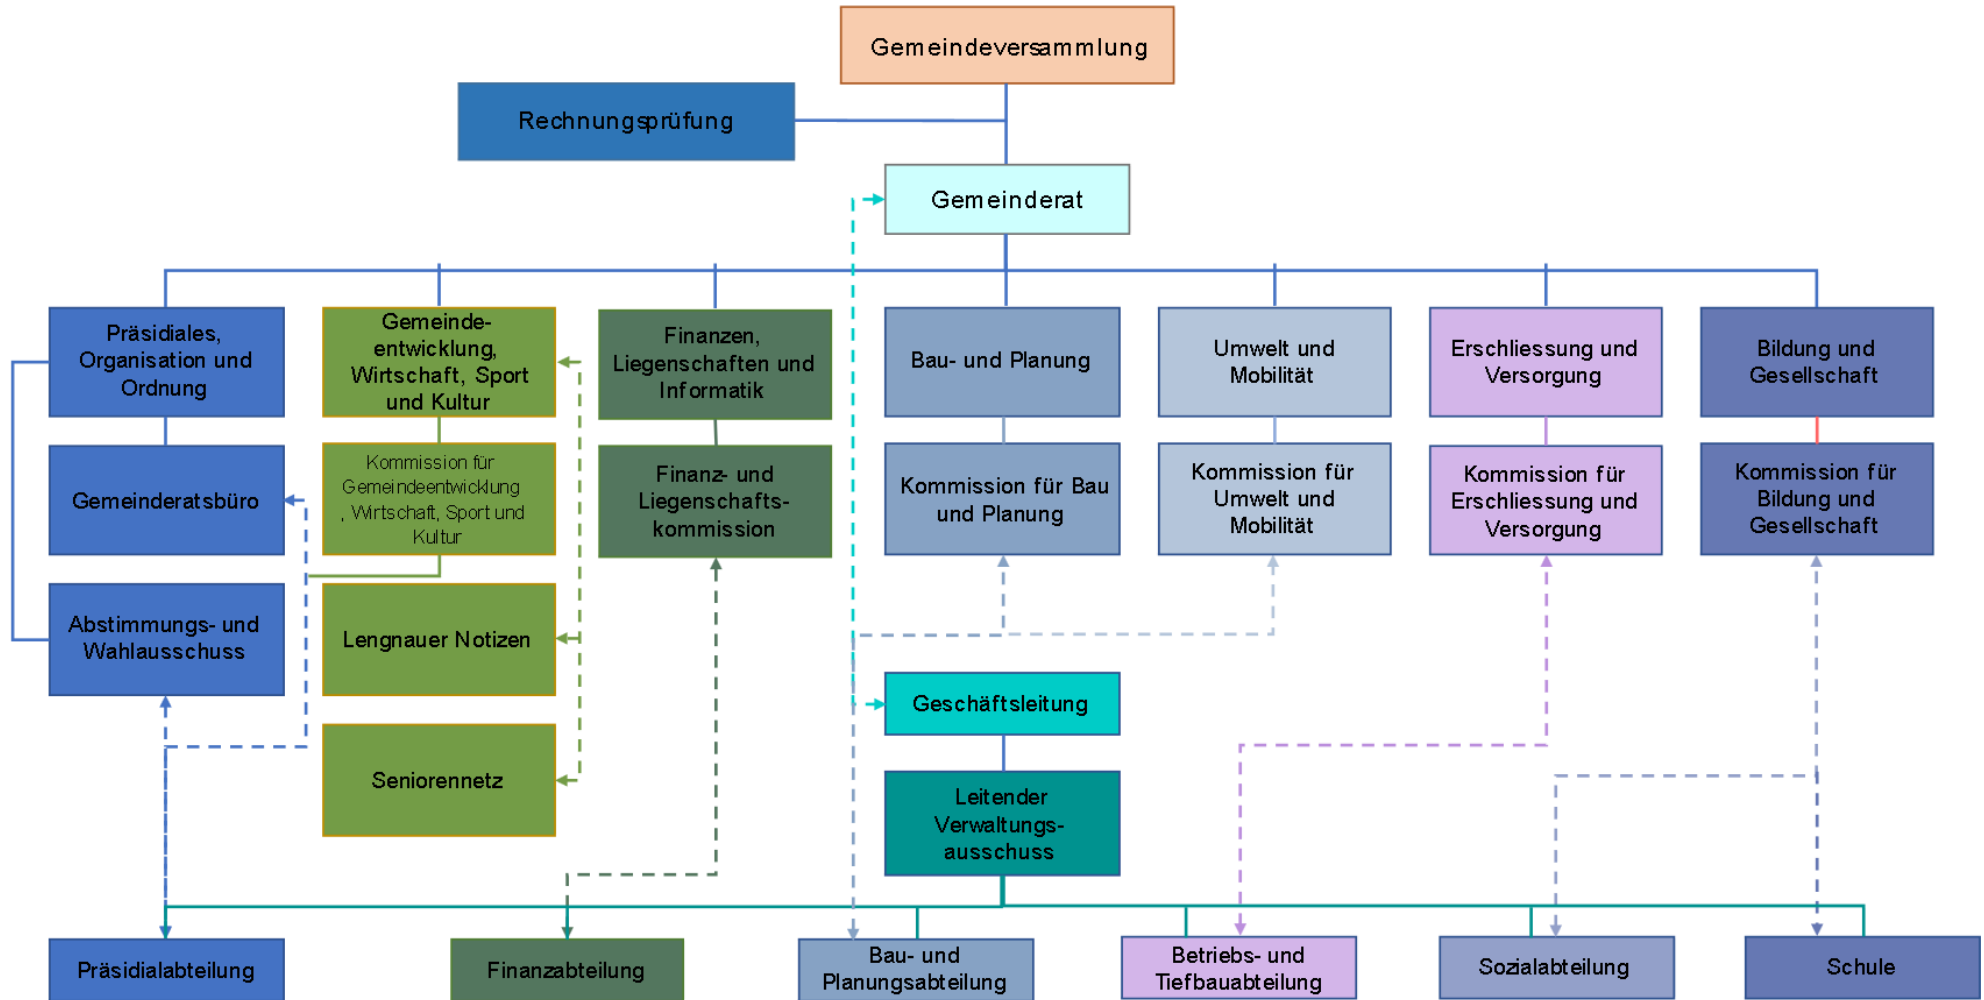 Gemeindeversammlung
Rechnungsprüfung
Gemeinderat
Präsidiales,
Organisation und
Ordnung
Gemeinde-
entwicklung,
Wirtschaft, Sport
und Kultur
Finanzen,
Liegenschaften und
Informatik
Bau- und Planung
Umwelt und
Mobilität
Erschliessung und
Versorgung
Bildung und
Gesellschaft
Gemeinderatsbüro
Kommission für
Gemeindeentwicklung
, Wirtschaft, Sport und
Kultur
Finanz- und
Liegenschafts-
kommission
Kommission für Bau
und Planung
Kommission für
Umwelt und
Mobilität
Kommission für
Erschliessung und
Versorgung
Kommission für
Bildung und
Gesellschaft
Abstimmungs- und
Wahlausschuss
Lengnauer Notizen
Geschäftsleitung
Seniorennetz
Leitender
Verwaltungs-
ausschuss
Präsidialabteilung
Finanzabteilung
Bau- und
Planungsabteilung
Betriebs- und
Tiefbauabteilung
Sozialabteilung
Schule